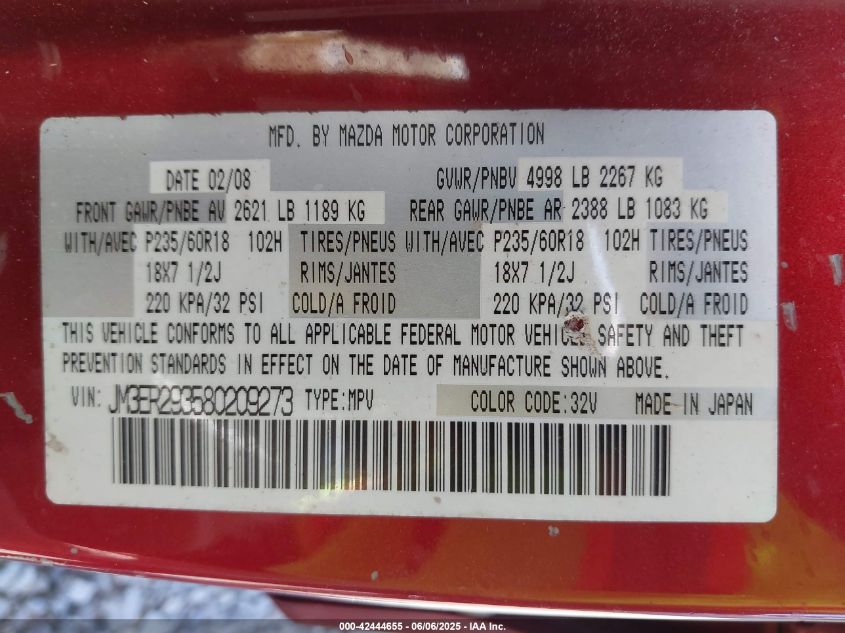 MFD. BY MAZDA MOTOR CORPORATION
DATE 02/08 GVWR/PNBV 4998 LB 2267 KG
FRONT GAWR/PNBE AV 2621 LB 1189 KG REAR GAWR/PNBE AR 2388 LB 1083 KG
WITH/AVEC P235/60R18 102H TIRES/PNEUS WITH/AVEC P235/60R18 102H TIRES/PNEUS
18X7 1/2J RIMS/JANTES 18X7 1/2J RIMS/JANTES
220 KPA/32 PSI COLD/A FROID 220 KPA/32 PSI COLD/A FROID
THIS VEHICLE CONFORMS TO ALL APPLICABLE FEDERAL MOTOR VEHICLE SAFETY AND THEFT
PREVENTION STANDARDS IN EFFECT ON THE DATE OF MANUFACTURE SHOWN ABOVE.
VIN: JM3ER293580209273 TYPE:MPV COLOR CODE:32V MADE IN JAPAN
000-42444655 - 06/06/2025 - IAA Inc.